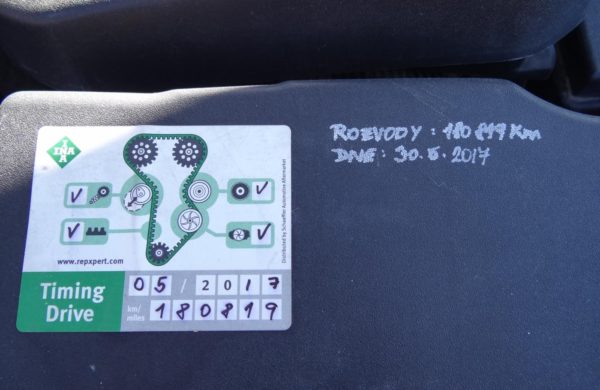 INA
www.repxpert.com
Distributed by Schaeffler Automotive Aftermarket
Timing Drive
05 / 2017
km/miles 180819
ROZVODY : 180 819 Km
DNE : 30.5.2017